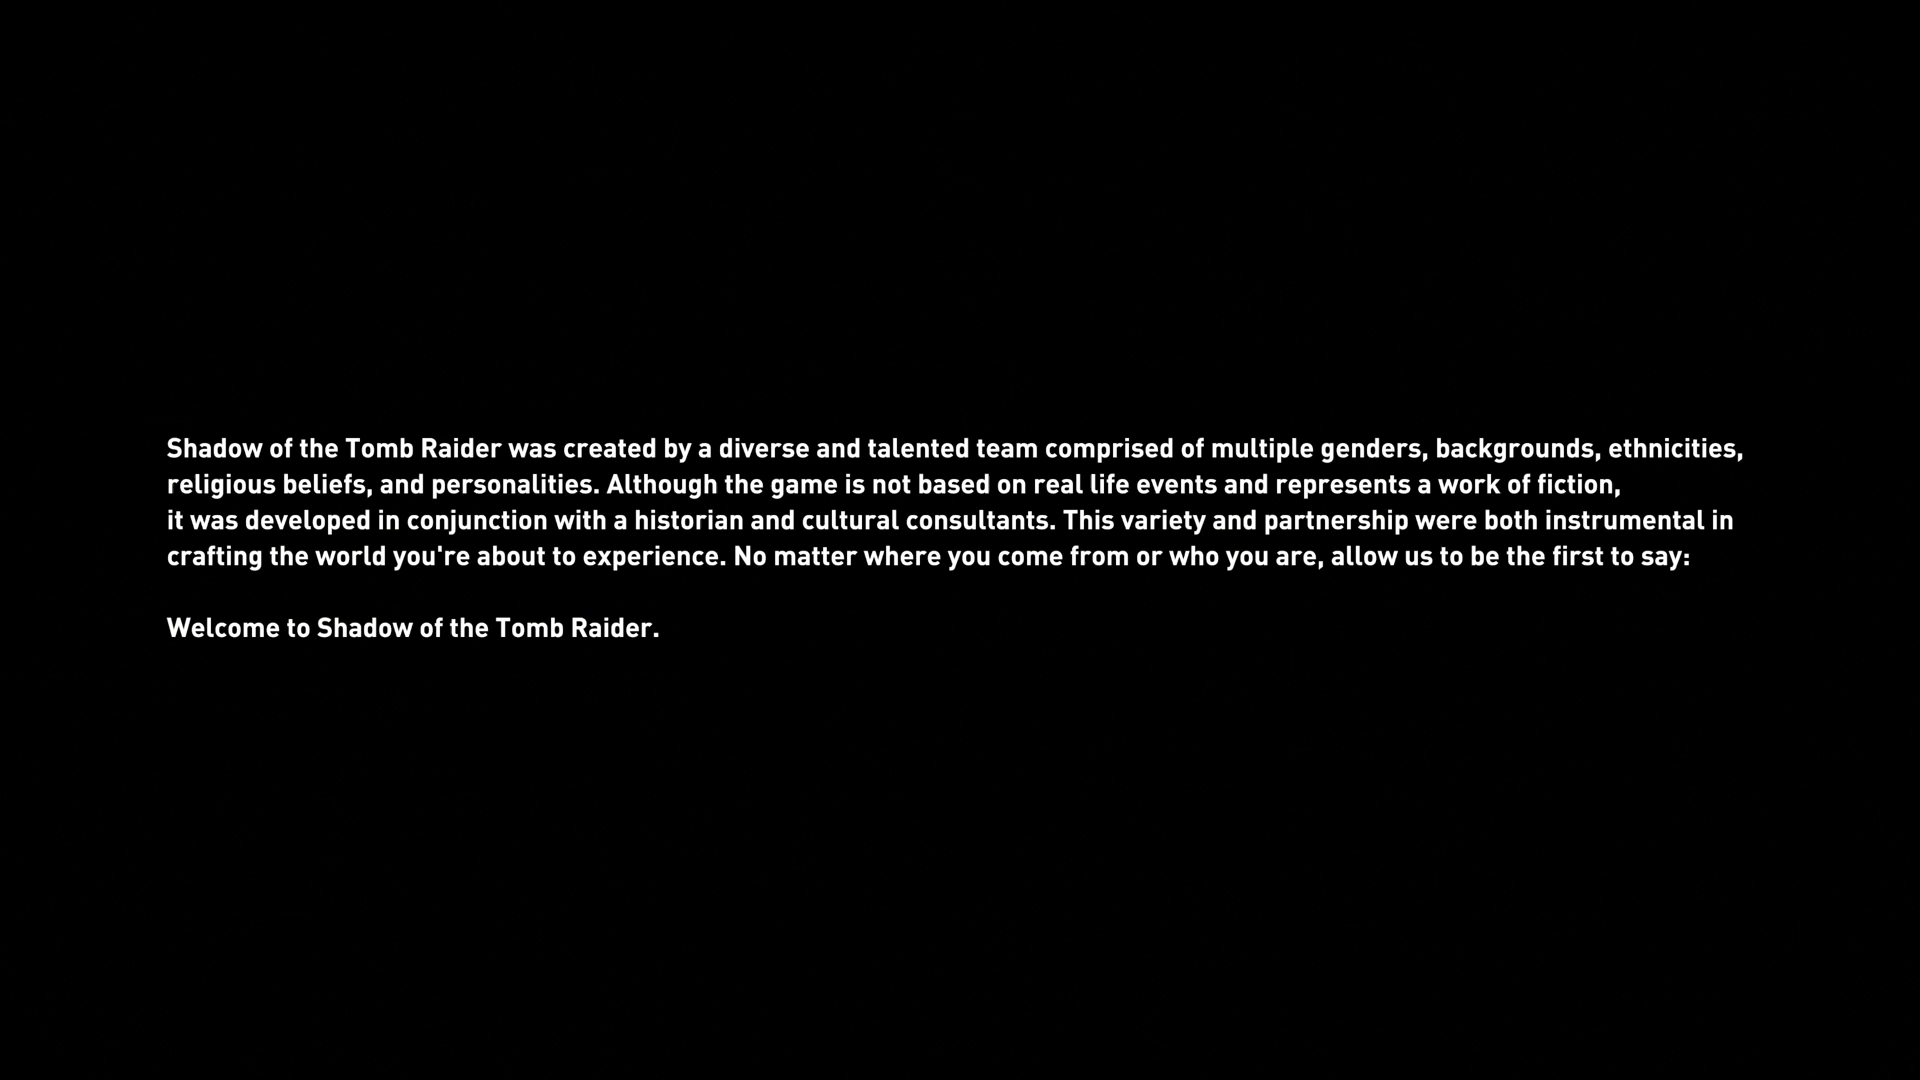 Shadow of the Tomb Raider was created by a diverse and talented team comprised of multiple genders, backgrounds, ethnicities,
religious beliefs, and personalities. Although the game is not based on real life events and represents a work of fiction,
it was developed in conjunction with a historian and cultural consultants. This variety and partnership were both instrumental in
crafting the world you're about to experience. No matter where you come from or who you are, allow us to be the first to say:
Welcome to Shadow of the Tomb Raider.